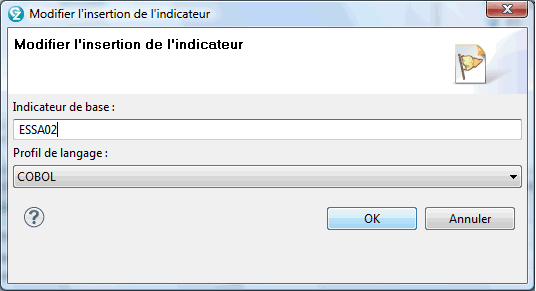 Modifier l'insertion de l'indicateur
Modifier l'insertion de l'indicateur
Indicateur de base :
ESSA02
Profil de langage :
COBOL
?
OK
Annuler